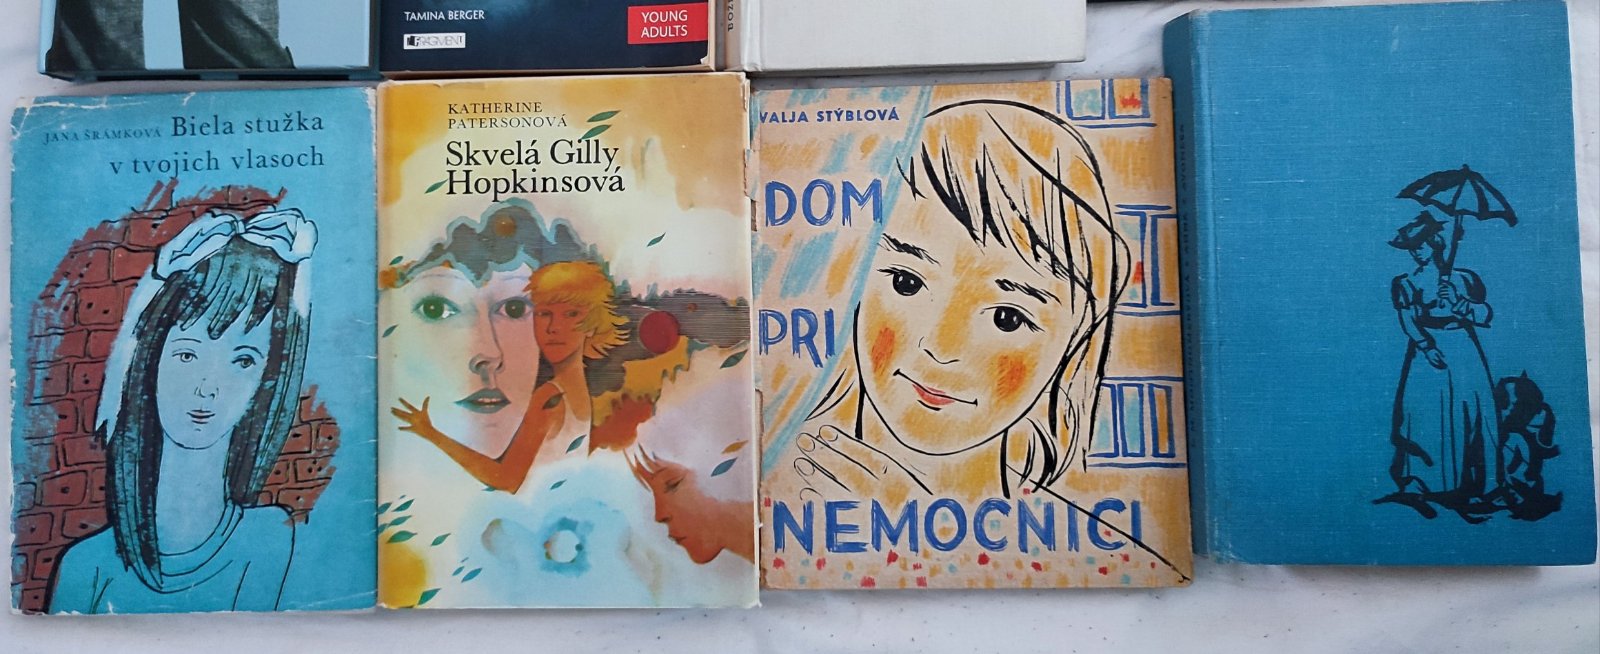 TAMINA BERGER
FRAGMENT
YOUNG
ADULTS
JANA ŠRÁMKOVÁ Biela stužka
v tvojich vlasoch
KATHERINE
PATERSONOVÁ
Skvelá Gilly
Hopkinsová
VALJA STÝBLOVÁ
DOM
PRI
NEMOCNICI